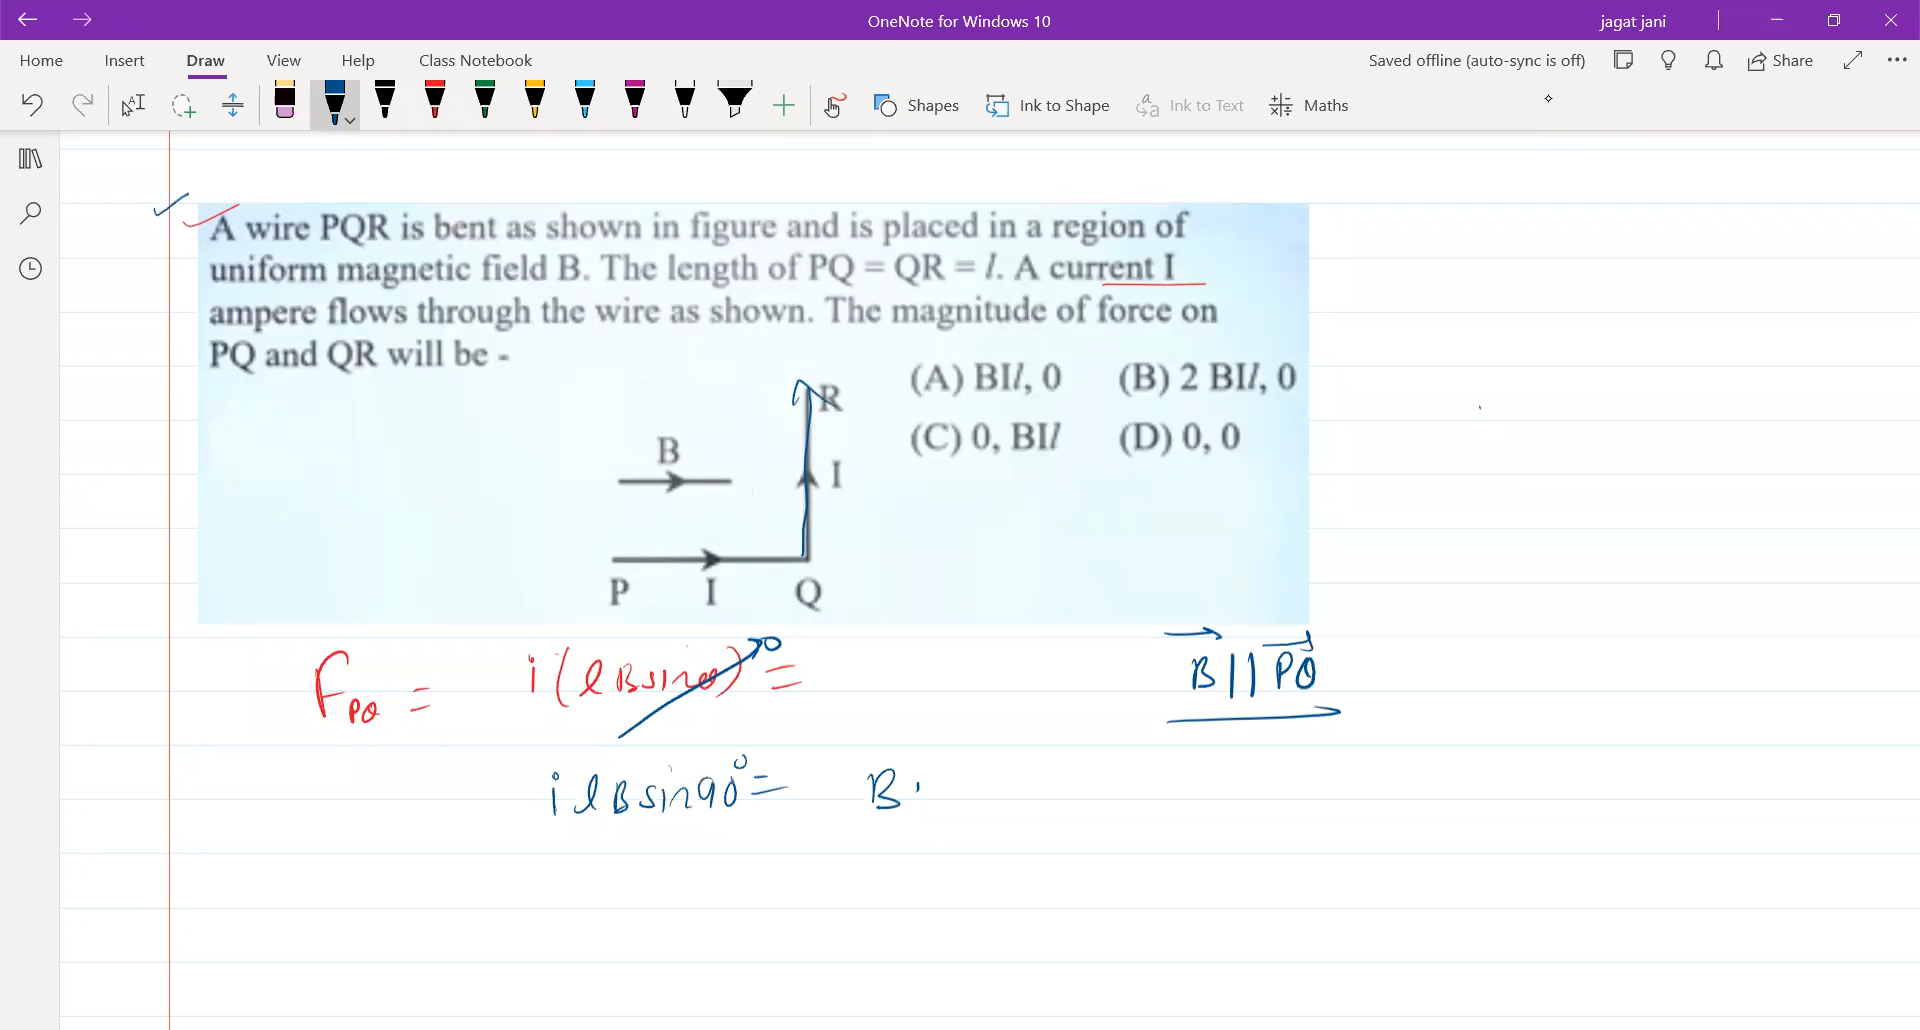 OneNote for Windows 10
jagat jani
Home Insert Draw View Help Class Notebook
Saved offline (auto-sync is off) Share
Shapes Ink to Shape Ink to Text Maths
A wire PQR is bent as shown in figure and is placed in a region of
uniform magnetic field B. The length of PQ = QR = l. A current I
ampere flows through the wire as shown. The magnitude of force on
PQ and QR will be -
(A) BIl, 0 (B) 2 BIl, 0
(C) 0, BIl (D) 0, 0
R
B
I
P I Q
F_PQ = i(lBsin0) = 0
B || PQ
ilBsin90° = B